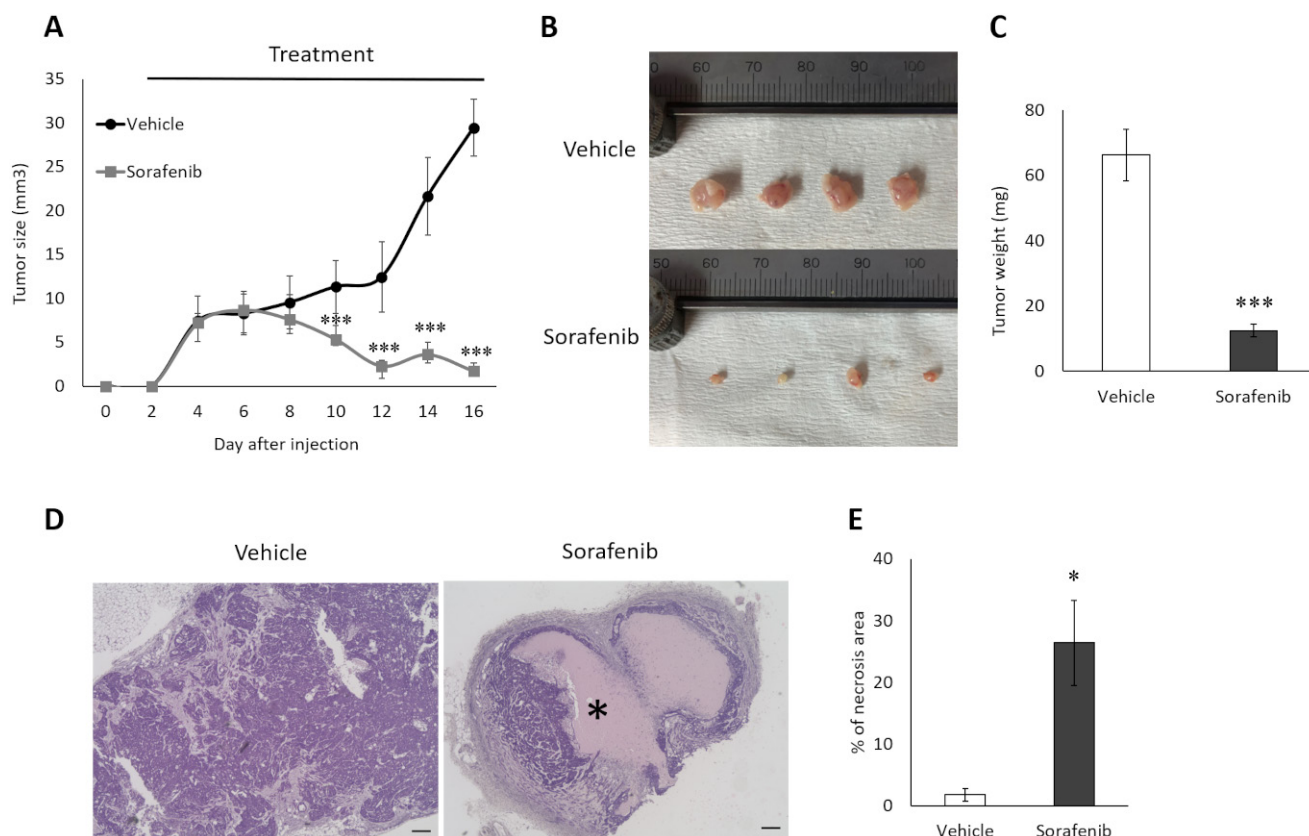 A
Treatment
35
30
25
20
15
10
5
0
Tumor size (mm3)
Vehicle
Sorafenib
***
***
***
***
0 2 4 6 8 10 12 14 16
Day after injection
B
Vehicle
60 70 80 90 100
Sorafenib
50 60 70 80 90 100
C
80
60
40
20
0
Tumor weight (mg)
***
Vehicle Sorafenib
D
Vehicle Sorafenib
*
E
40
30
20
10
0
% of necrosis area
*
Vehicle Sorafenib